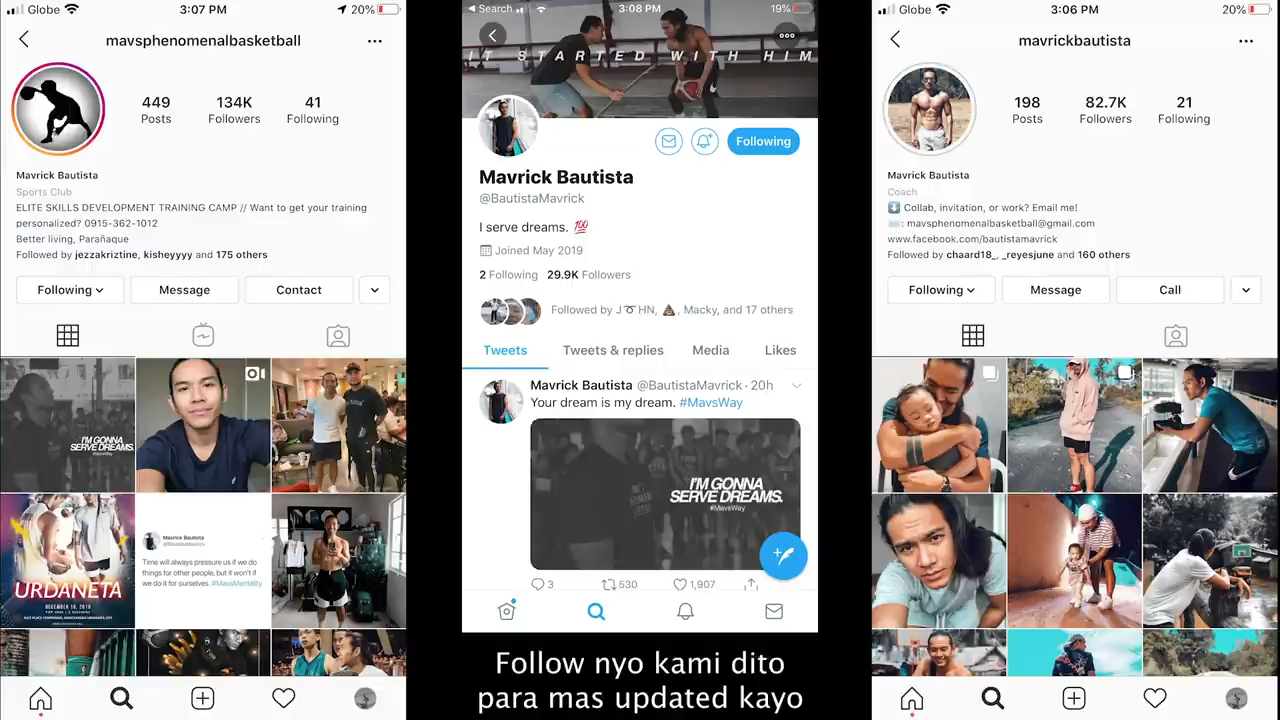 Globe 3:07 PM 20%
mavsphenomenalbasketball
449 134K 41
Posts Followers Following
Mavrick Bautista
Sports Club
ELITE SKILLS DEVELOPMENT TRAINING CAMP // Want to get your training
personalized? 0915-362-1012
Better living, Parañaque
Followed by jezzakriztine, kisheyyyy and 175 others
Following Message Contact
I'M GONNA
SERVE DREAMS.
#MavsWay
URDANETA
DECEMBER 10, 2019
Mavrick Bautista
Time will always pressure us if we do
things for other people, but it won't if
we do it for ourselves. #MavsMentality
Search 3:08 PM 19%
IT STARTED WITH HIM
Following
Mavrick Bautista
@BautistaMavrick
I serve dreams. 💯
Joined May 2019
2 Following 29.9K Followers
Followed by J➰HN, 💩, Macky, and 17 others
Tweets Tweets & replies Media Likes
Mavrick Bautista @BautistaMavrick · 20h
Your dream is my dream. #MavsWay
I'M GONNA
SERVE DREAMS.
#MavsWay
3 530 1,907
Follow nyo kami dito
para mas updated kayo
Globe 3:06 PM 20%
mavrickbautista
198 82.7K 21
Posts Followers Following
Mavrick Bautista
Coach
⬇️ Collab, invitation, or work? Email me!
: mavsphenomenalbasketball@gmail.com
www.facebook.com/bautistamavrick
Followed by chaard18_, _reyesjune and 160 others
Following Message Call